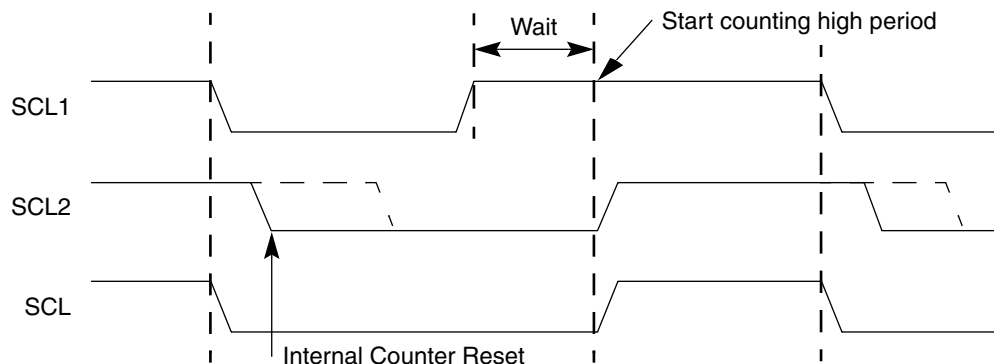 Start counting high period
Wait
SCL1
SCL2
SCL
Internal Counter Reset